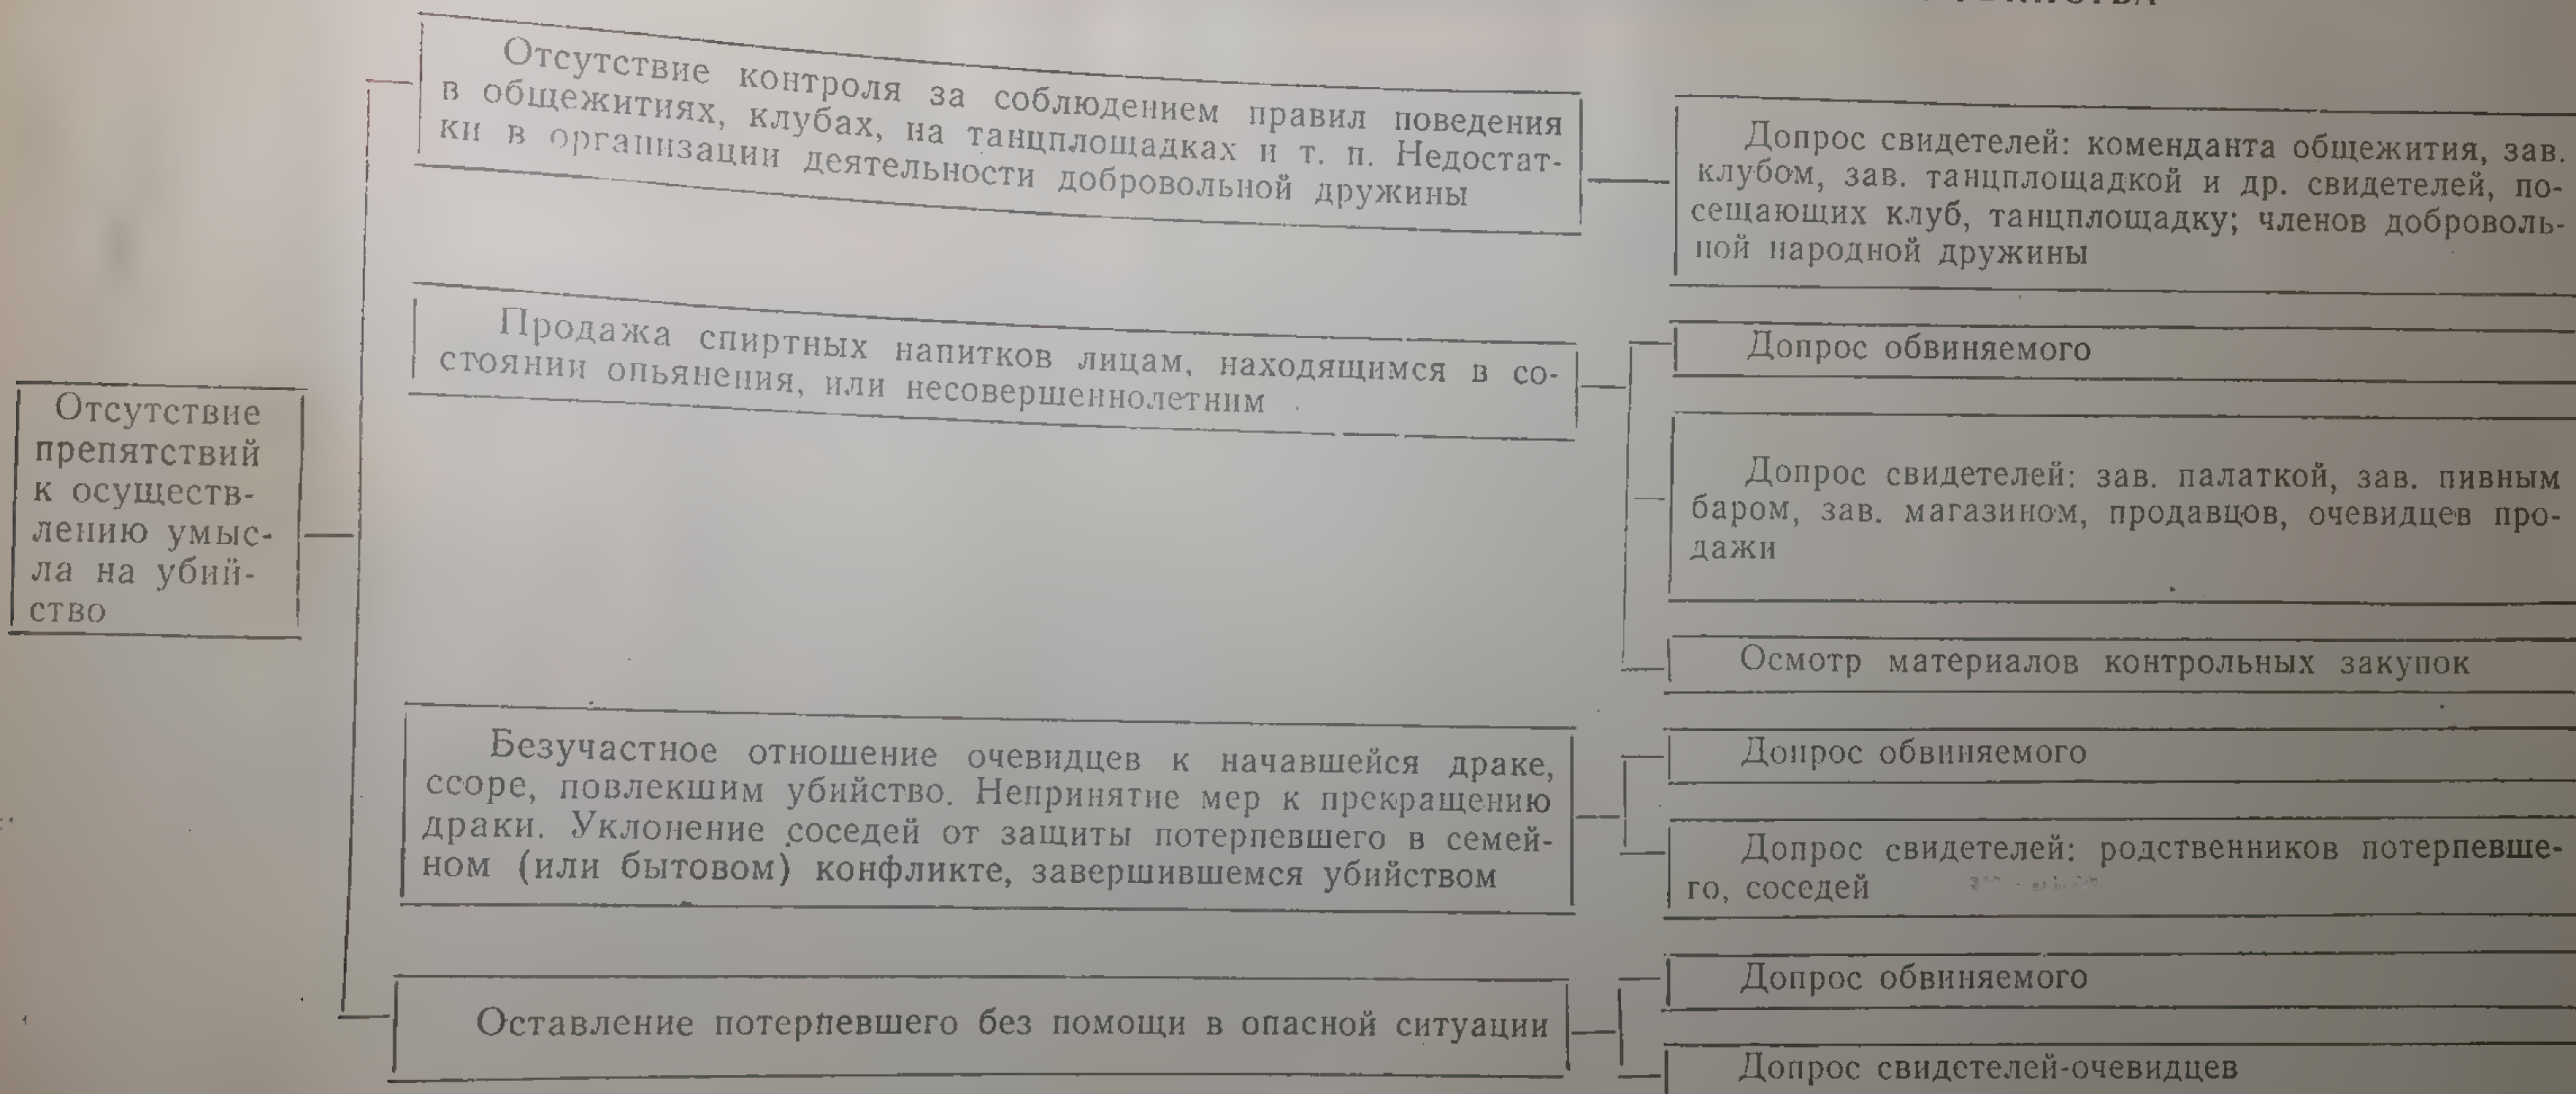 Отсутствие
препятствий
к осуществ-
лению умыс-
ла на убий-
ство
Отсутствие контроля за соблюдением правил поведения
в общежитиях, клубах, на танцплощадках и т. п. Недостат-
ки в организации деятельности добровольной дружины
Допрос свидетелей: коменданта общежития, зав.
клубом, зав. танцплощадкой и др. свидетелей, по-
сещающих клуб, танцплощадку; членов доброволь-
ной народной дружины
Продажа спиртных напитков лицам, находящимся в со-
стоянии опьянения, или несовершеннолетним
Допрос обвиняемого
Допрос свидетелей: зав. палаткой, зав. пивным
баром, зав. магазином, продавцов, очевидцев про-
дажи
Осмотр материалов контрольных закупок
Безучастное отношение очевидцев к начавшейся драке,
ссоре, повлекшим убийство. Непринятие мер к прекращению
драки. Уклонение соседей от защиты потерпевшего в семей-
ном (или бытовом) конфликте, завершившемся убийством
Допрос обвиняемого
Допрос свидетелей: родственников потерпевше-
го, соседей
Оставление потерпевшего без помощи в опасной ситуации
Допрос обвиняемого
Допрос свидетелей-очевидцев